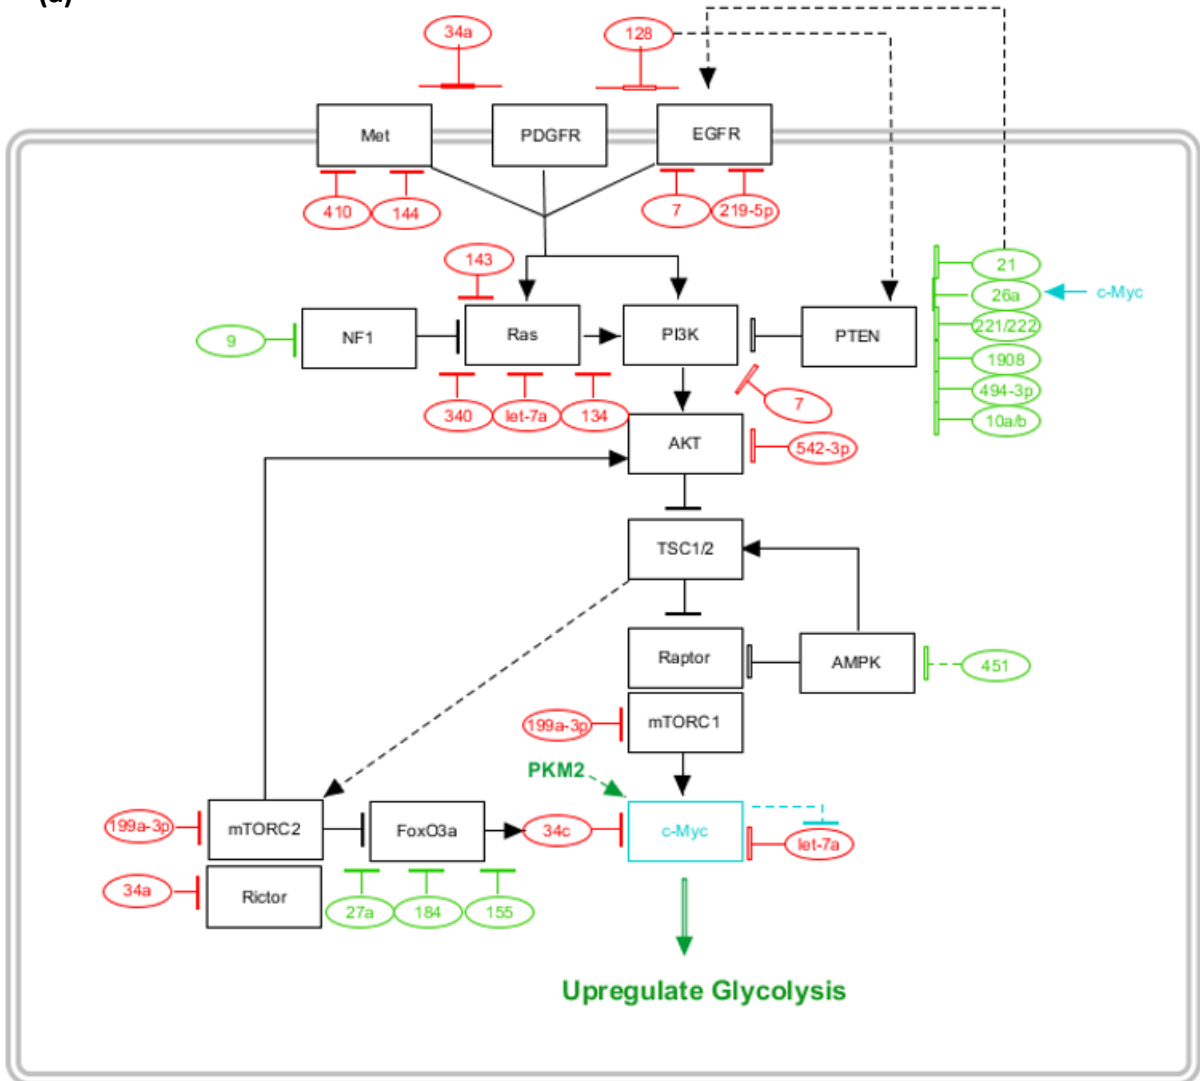 (a)
34a
128
Met
PDGFR
EGFR
410
144
7
219-5p
143
21
26a
c-Myc
9
NF1
Ras
PI3K
PTEN
221/222
1908
494-3p
10a/b
340
let-7a
134
7
AKT
542-3p
TSC1/2
Raptor
AMPK
451
199a-3p
mTORC1
PKM2
199a-3p
mTORC2
FoxO3a
34c
c-Myc
let-7a
34a
Rictor
27a
184
155
Upregulate Glycolysis